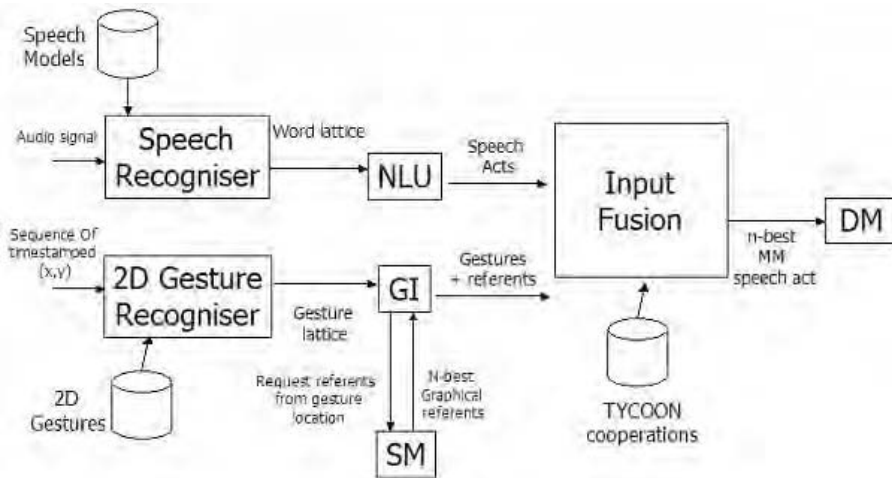 Speech
Models
Audio signal
Speech
Recogniser
Word lattice
NLU
Speech
Acts
Input
Fusion
n-best
MM
speech act
DM
Sequence Of
timestamped
(x,y)
2D Gesture
Recogniser
Gesture
lattice
GI
Gestures
+ referents
2D
Gestures
Request referents
from gesture
location
N-best
Graphical
referents
SM
TYCOON
cooperations